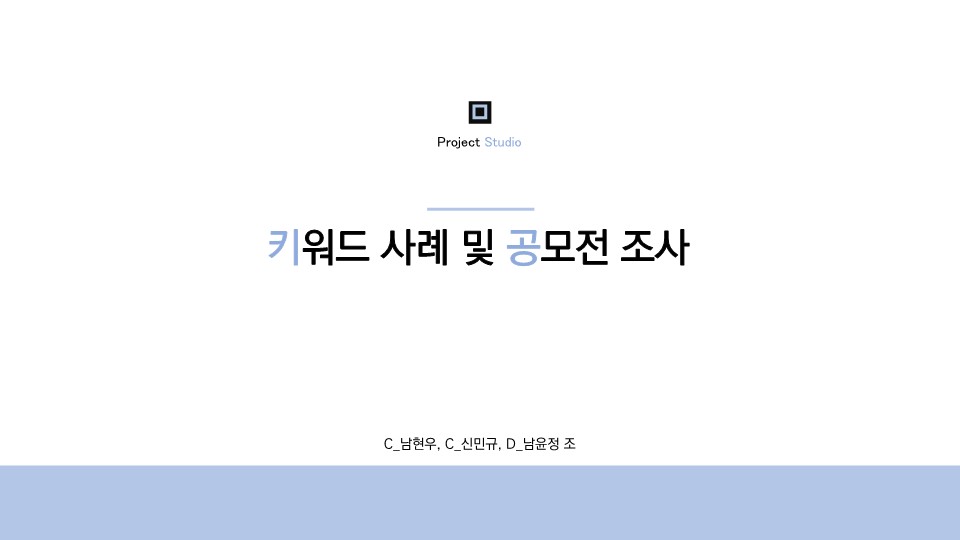 Project Studio
키워드 사례 및 공모전 조사
C_남현우, C_신민규, D_남윤정 조